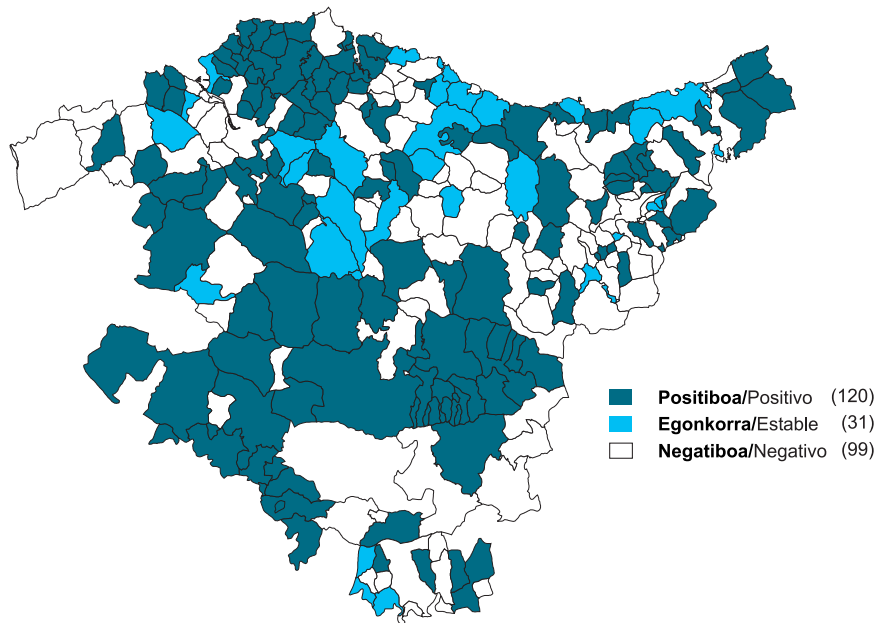 Positiboa/Positivo (120)
Egonkorra/Estable (31)
Negatiboa/Negativo (99)